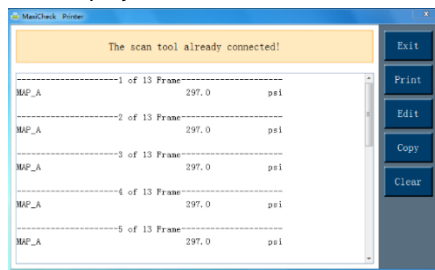 MaxiCheck Printer
The scan tool already connected!
Exit
Print
Edit
Copy
Clear
--------------------1 of 13 Frame--------------------
MAP_A 297.0 psi
--------------------2 of 13 Frame--------------------
MAP_A 297.0 psi
--------------------3 of 13 Frame--------------------
MAP_A 297.0 psi
--------------------4 of 13 Frame--------------------
MAP_A 297.0 psi
--------------------5 of 13 Frame--------------------
MAP_A 297.0 psi